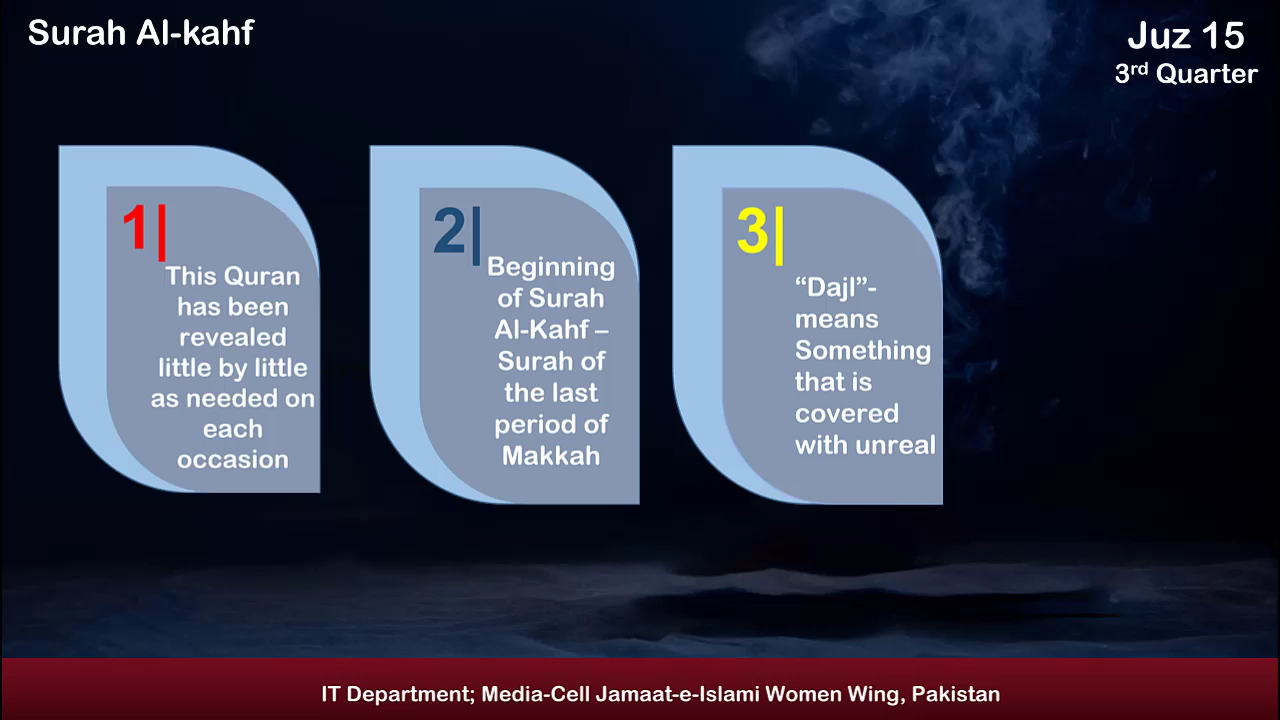 Surah Al-kahf
Juz 15
3rd Quarter
1|
This Quran
has been
revealed
little by little
as needed on
each
occasion
2|
Beginning
of Surah
Al-Kahf –
Surah of
the last
period of
Makkah
3|
“Dajl”-
means
Something
that is
covered
with unreal
IT Department; Media-Cell Jamaat-e-Islami Women Wing, Pakistan